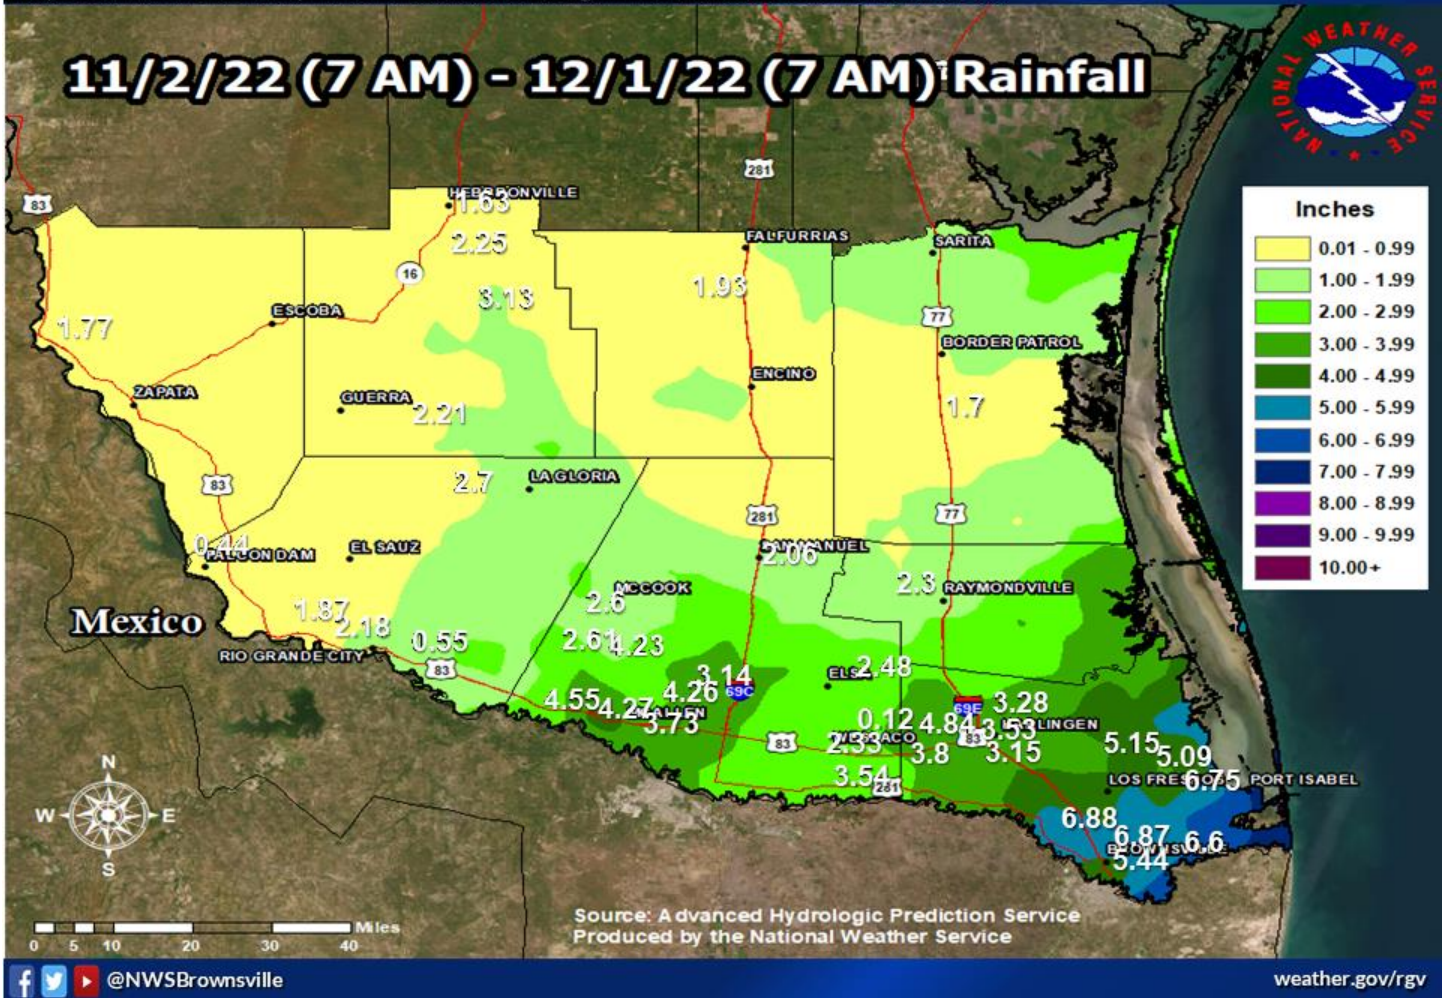 11/2/22 (7 AM) - 12/1/22 (7 AM) Rainfall
NATIONAL WEATHER SERVICE
Inches
0.01 - 0.99
1.00 - 1.99
2.00 - 2.99
3.00 - 3.99
4.00 - 4.99
5.00 - 5.99
6.00 - 6.99
7.00 - 7.99
8.00 - 8.99
9.00 - 9.99
10.00+
281
83
HEBBRONVILLE
1.63
FALFURRIAS
SARITA
2.25
16
1.93
3.13
ESCOBA
77
1.77
BORDER PATROL
ENCINO
ZAPATA
GUERRA
2.21
1.7
LA GLORIA
2.7
83
281
77
0.44
FALCON DAM
EL SAUZ
2.06
MCCOOK
2.3
RAYMONDVILLE
2.6
1.87
2.18
Mexico
0.55
2.61
4.23
RIO GRANDE CITY
83
3.14
2.48
4.26
69C
4.55
4.27
3.28
69E
0.12
4.84
3.53
HARLINGEN
3.73
83
2.33
3.8
83
3.15
5.15
5.09
3.54
281
LOS FRESNOS
6.75
PORT ISABEL
6.88
6.87
6.6
BROWNSVILLE
5.44
N
W
E
S
Miles
0 5 10 20 30 40
Source: Advanced Hydrologic Prediction Service
Produced by the National Weather Service
@NWSBrownsville
weather.gov/rgv